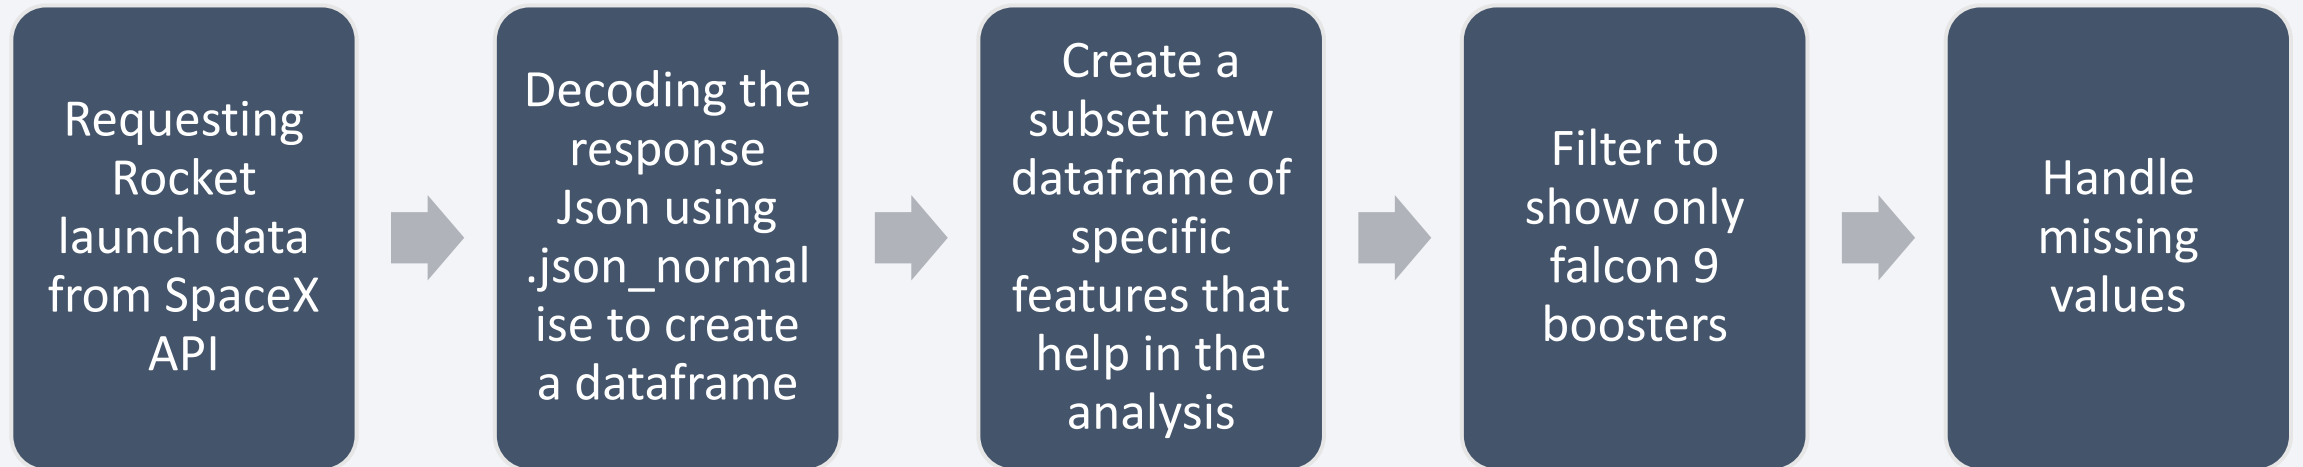 Requesting
Rocket
launch data
from SpaceX
API
Decoding the
response
Json using
.json_normal
ise to create
a dataframe
Create a
subset new
dataframe of
specific
features that
help in the
analysis
Filter to
show only
falcon 9
boosters
Handle
missing
values